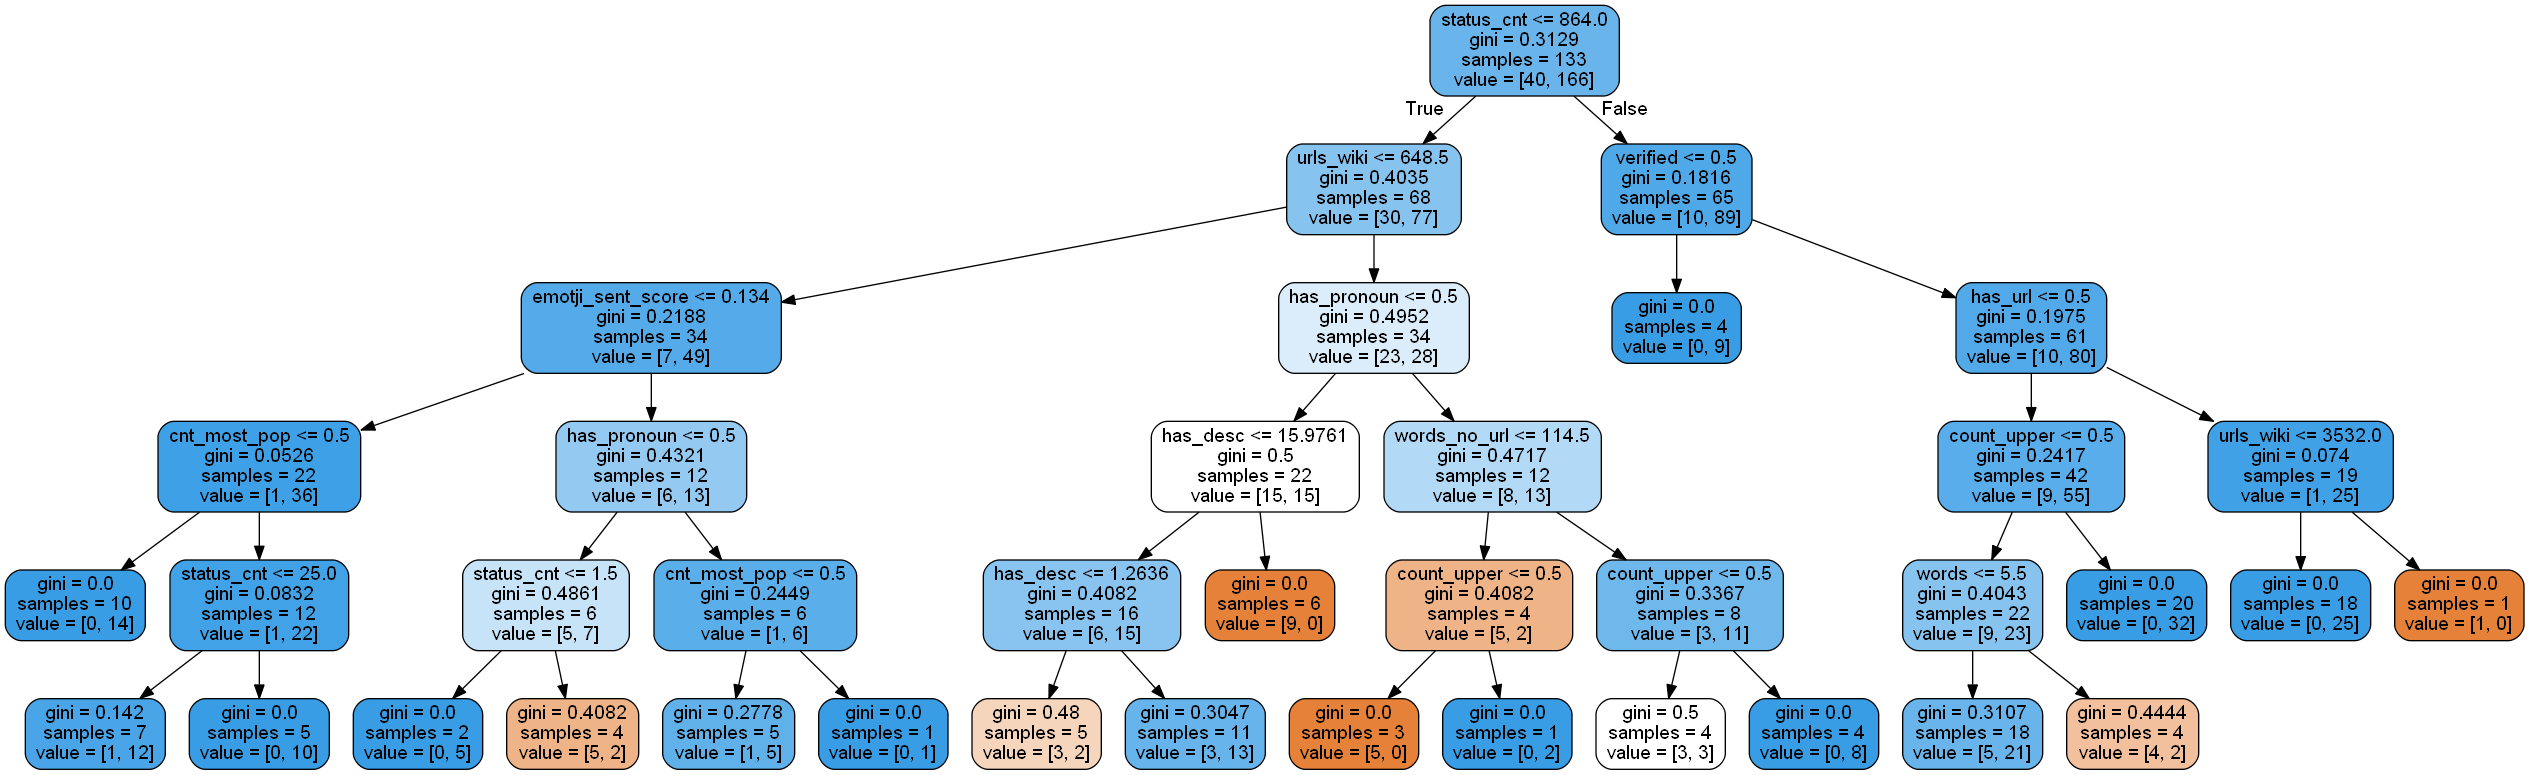 status_cnt <= 864.0
gini = 0.3129
samples = 133
value = [40, 166]
True
False
urls_wiki <= 648.5
gini = 0.4035
samples = 68
value = [30, 77]
verified <= 0.5
gini = 0.1816
samples = 65
value = [10, 89]
emotji_sent_score <= 0.134
gini = 0.2188
samples = 34
value = [7, 49]
has_pronoun <= 0.5
gini = 0.4952
samples = 34
value = [23, 28]
gini = 0.0
samples = 4
value = [0, 9]
has_url <= 0.5
gini = 0.1975
samples = 61
value = [10, 80]
cnt_most_pop <= 0.5
gini = 0.0526
samples = 22
value = [1, 36]
has_pronoun <= 0.5
gini = 0.4321
samples = 12
value = [6, 13]
has_desc <= 15.9761
gini = 0.5
samples = 22
value = [15, 15]
words_no_url <= 114.5
gini = 0.4717
samples = 12
value = [8, 13]
count_upper <= 0.5
gini = 0.2417
samples = 42
value = [9, 55]
urls_wiki <= 3532.0
gini = 0.074
samples = 19
value = [1, 25]
gini = 0.0
samples = 10
value = [0, 14]
status_cnt <= 25.0
gini = 0.0832
samples = 12
value = [1, 22]
status_cnt <= 1.5
gini = 0.4861
samples = 6
value = [5, 7]
cnt_most_pop <= 0.5
gini = 0.2449
samples = 6
value = [1, 6]
has_desc <= 1.2636
gini = 0.4082
samples = 16
value = [6, 15]
gini = 0.0
samples = 6
value = [9, 0]
count_upper <= 0.5
gini = 0.4082
samples = 4
value = [5, 2]
count_upper <= 0.5
gini = 0.3367
samples = 8
value = [3, 11]
words <= 5.5
gini = 0.4043
samples = 22
value = [9, 23]
gini = 0.0
samples = 20
value = [0, 32]
gini = 0.0
samples = 18
value = [0, 25]
gini = 0.0
samples = 1
value = [1, 0]
gini = 0.142
samples = 7
value = [1, 12]
gini = 0.0
samples = 5
value = [0, 10]
gini = 0.0
samples = 2
value = [0, 5]
gini = 0.4082
samples = 4
value = [5, 2]
gini = 0.2778
samples = 5
value = [1, 5]
gini = 0.0
samples = 1
value = [0, 1]
gini = 0.48
samples = 5
value = [3, 2]
gini = 0.3047
samples = 11
value = [3, 13]
gini = 0.0
samples = 3
value = [5, 0]
gini = 0.0
samples = 1
value = [0, 2]
gini = 0.5
samples = 4
value = [3, 3]
gini = 0.0
samples = 4
value = [0, 8]
gini = 0.3107
samples = 18
value = [5, 21]
gini = 0.4444
samples = 4
value = [4, 2]